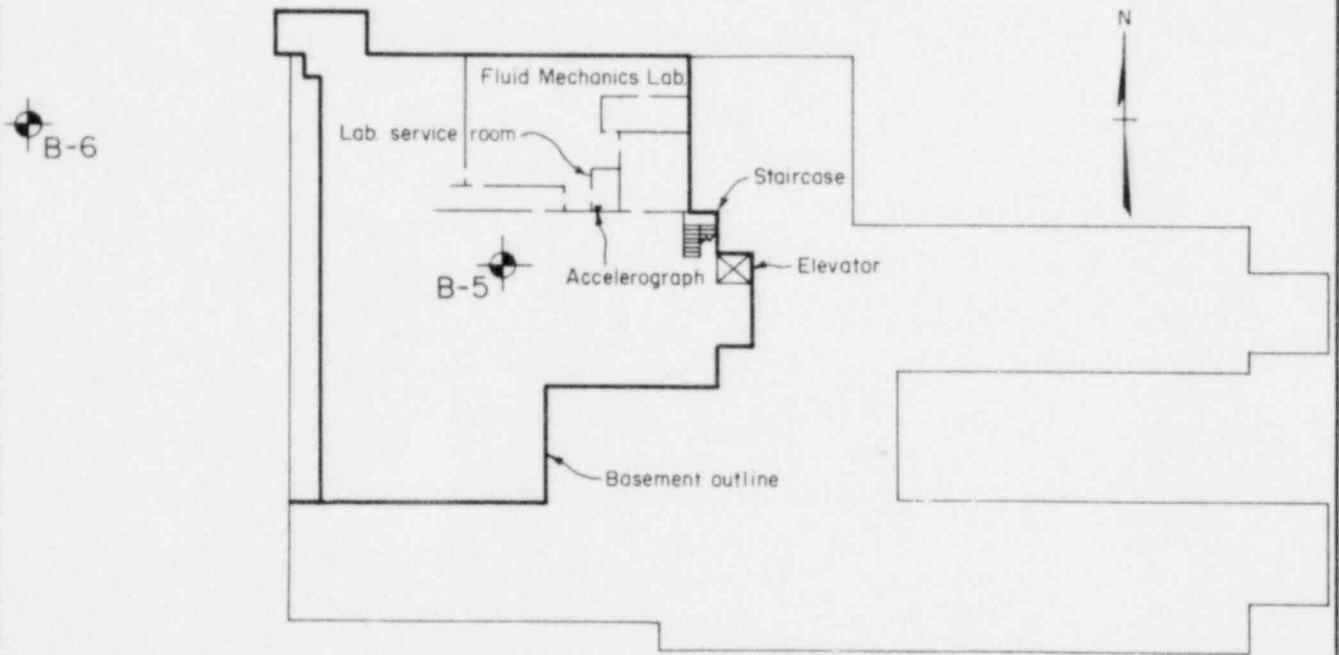 N
Fluid Mechanics Lab.
Lab. service room
B-6
Staircase
Accelerograph
Elevator
B-5
Basement outline